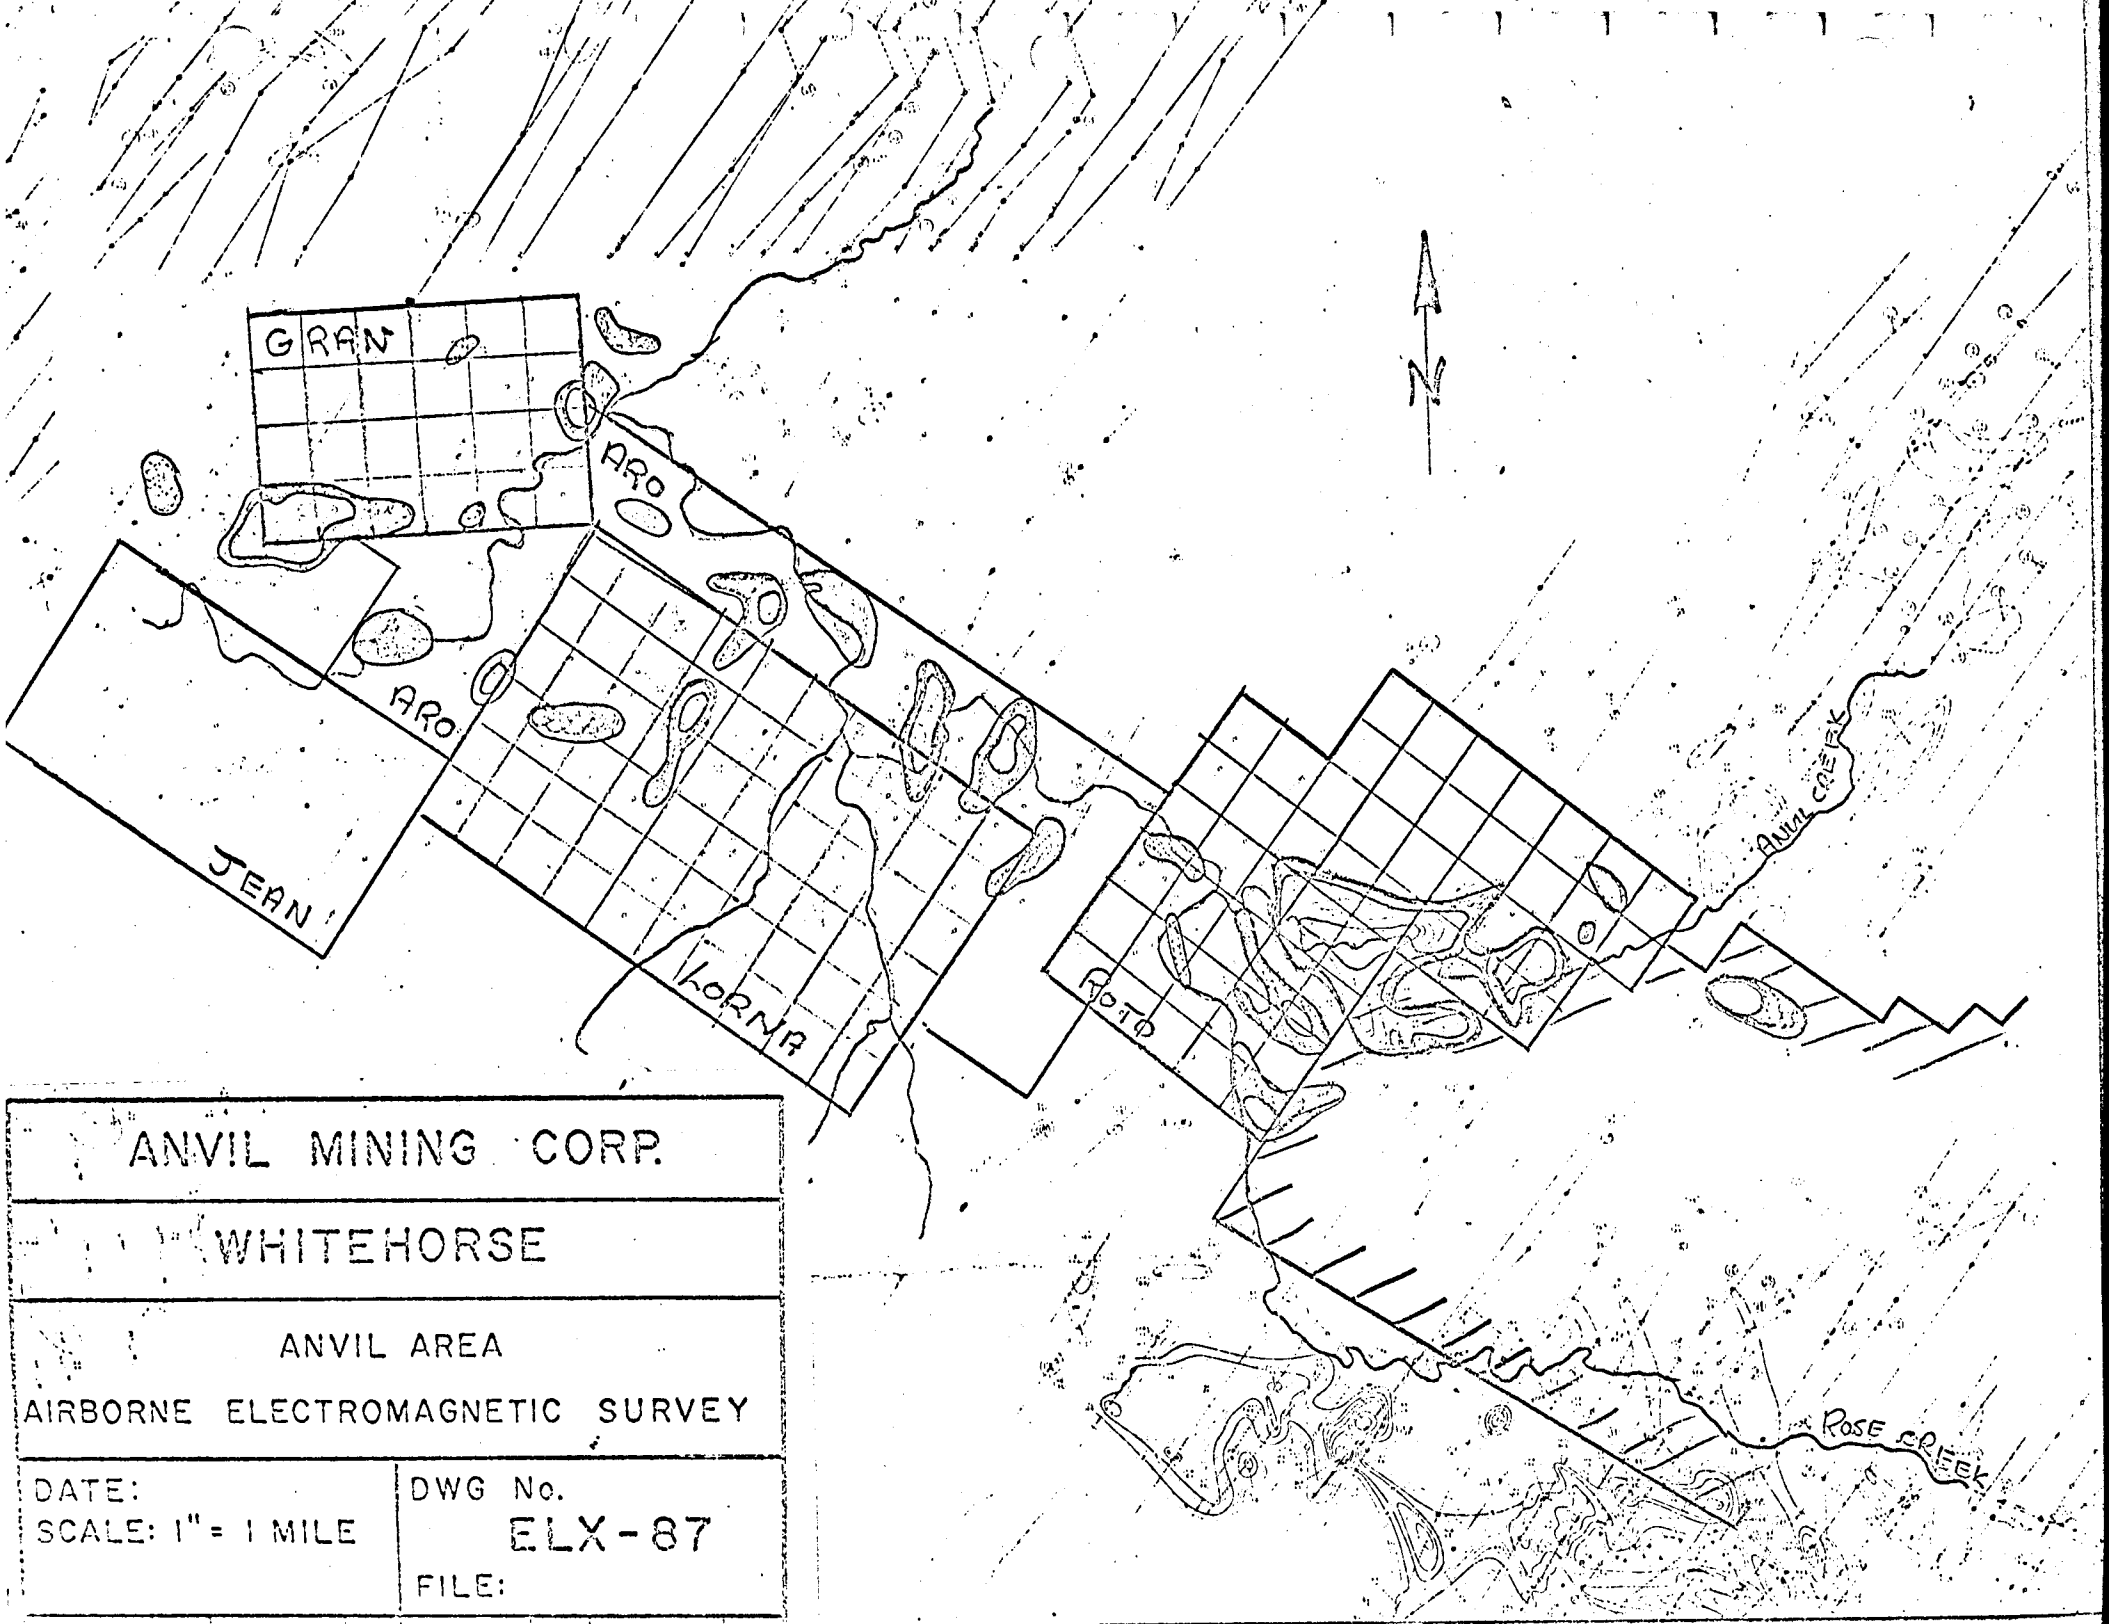 GRAN
N
ARO
ARO
JEAN
LORNA
ROTO
ANVIL CREEK
ROSE CREEK
ANVIL MINING CORP.
WHITEHORSE
ANVIL AREA
AIRBORNE ELECTROMAGNETIC SURVEY
DATE:
SCALE: 1" = 1 MILE
DWG No.
ELX-87
FILE: